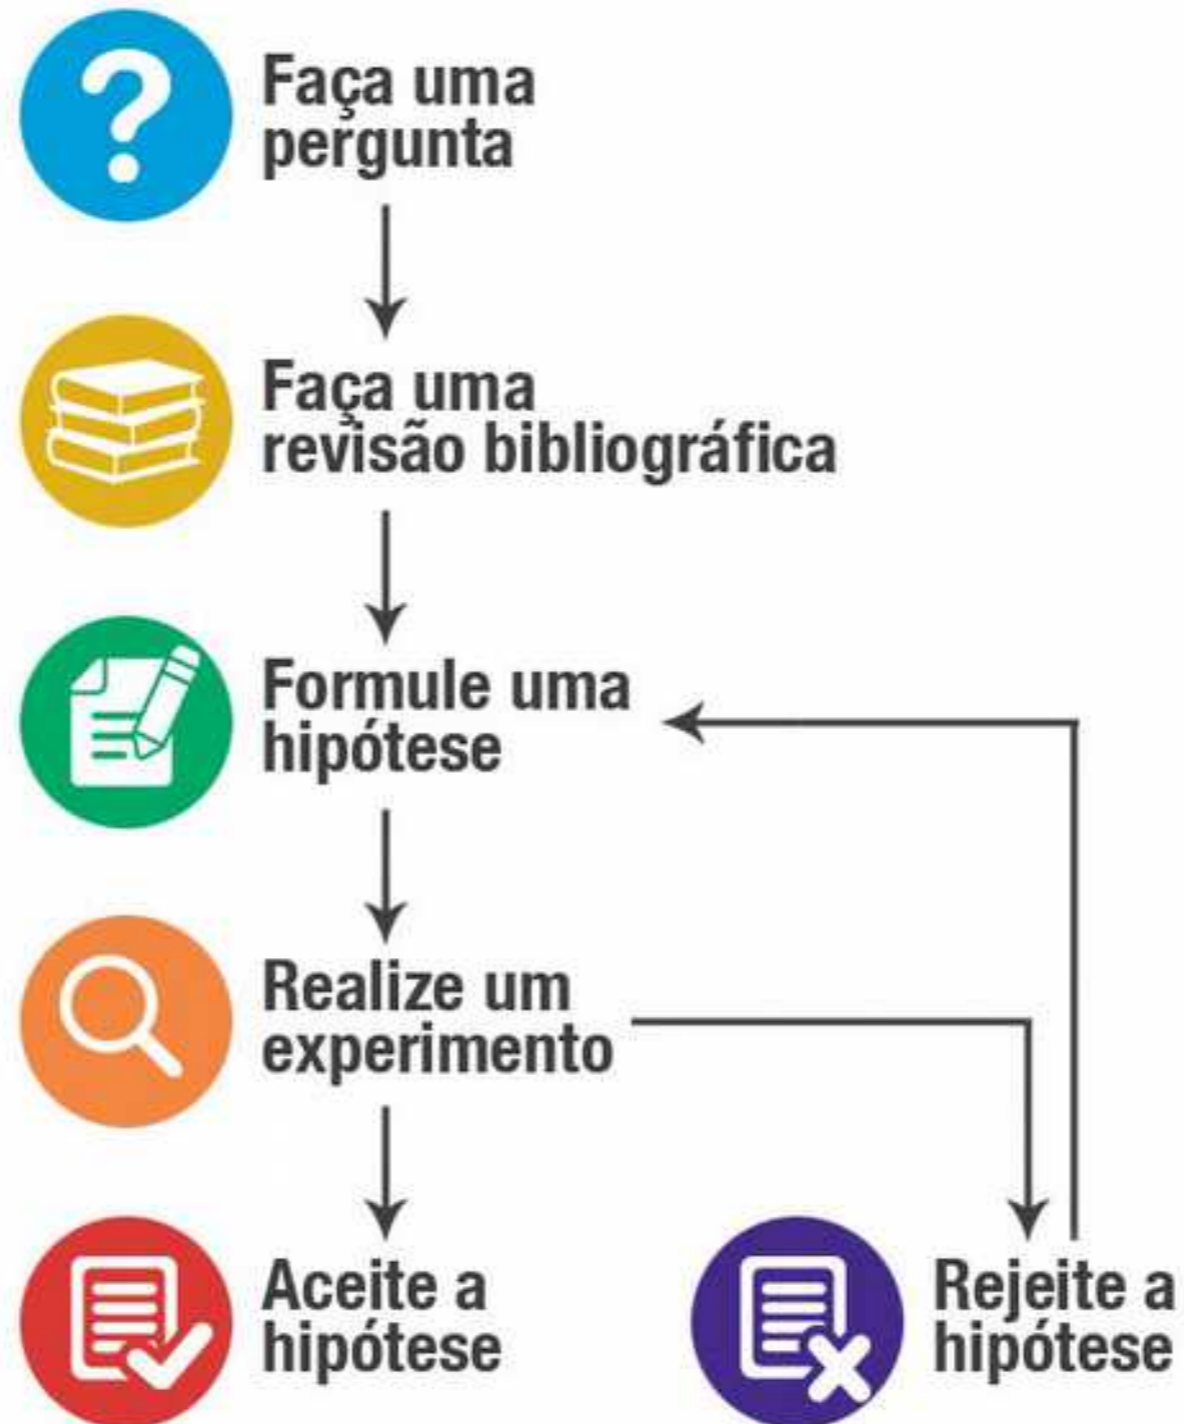 Faça uma
pergunta
Faça uma
revisão bibliográfica
Formule uma
hipótese
Realize um
experimento
Aceite a
hipótese
Rejeite a
hipótese